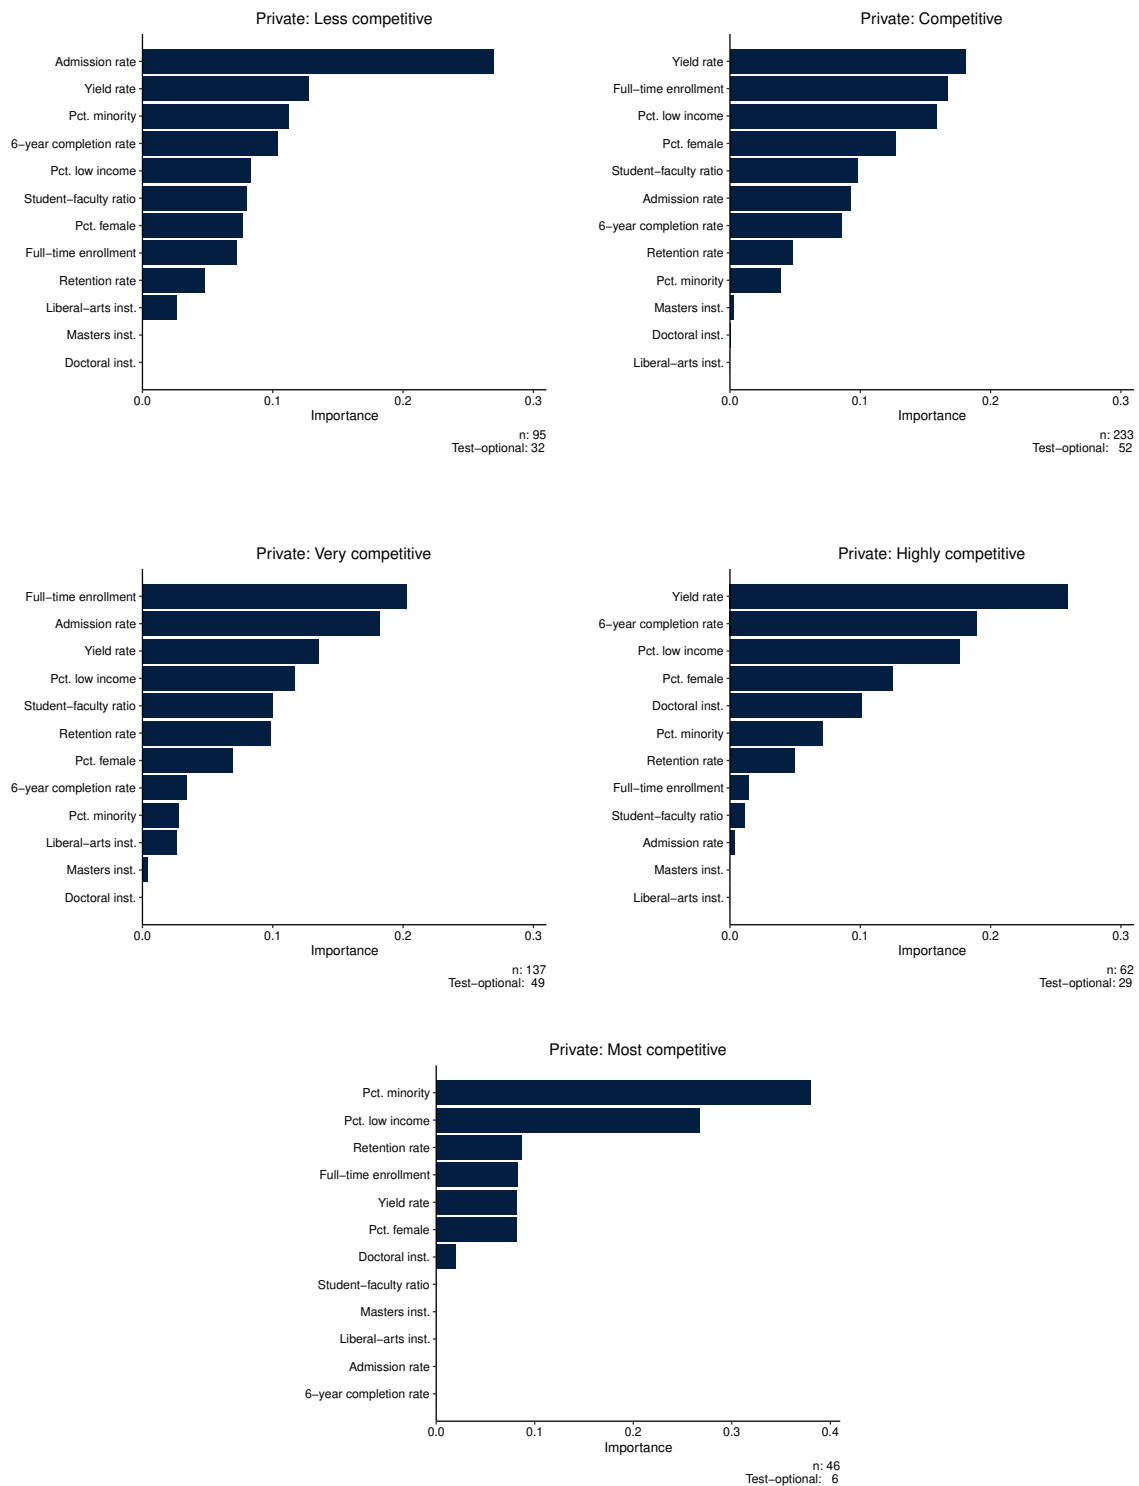 Private: Less competitive
Admission rate
Yield rate
Pct. minority
6−year completion rate
Pct. low income
Student−faculty ratio
Pct. female
Full−time enrollment
Retention rate
Liberal−arts inst.
Masters inst.
Doctoral inst.
0.0 0.1 0.2 0.3
Importance
n: 95
Test−optional: 32
Private: Competitive
Yield rate
Full−time enrollment
Pct. low income
Pct. female
Student−faculty ratio
Admission rate
6−year completion rate
Retention rate
Pct. minority
Masters inst.
Doctoral inst.
Liberal−arts inst.
0.0 0.1 0.2 0.3
Importance
n: 233
Test−optional: 52
Private: Very competitive
Full−time enrollment
Admission rate
Yield rate
Pct. low income
Student−faculty ratio
Retention rate
Pct. female
6−year completion rate
Pct. minority
Liberal−arts inst.
Masters inst.
Doctoral inst.
0.0 0.1 0.2 0.3
Importance
n: 137
Test−optional: 49
Private: Highly competitive
Yield rate
6−year completion rate
Pct. low income
Pct. female
Doctoral inst.
Pct. minority
Retention rate
Full−time enrollment
Student−faculty ratio
Admission rate
Masters inst.
Liberal−arts inst.
0.0 0.1 0.2 0.3
Importance
n: 62
Test−optional: 29
Private: Most competitive
Pct. minority
Pct. low income
Retention rate
Full−time enrollment
Yield rate
Pct. female
Doctoral inst.
Student−faculty ratio
Masters inst.
Liberal−arts inst.
Admission rate
6−year completion rate
0.0 0.1 0.2 0.3 0.4
Importance
n: 46
Test−optional: 6